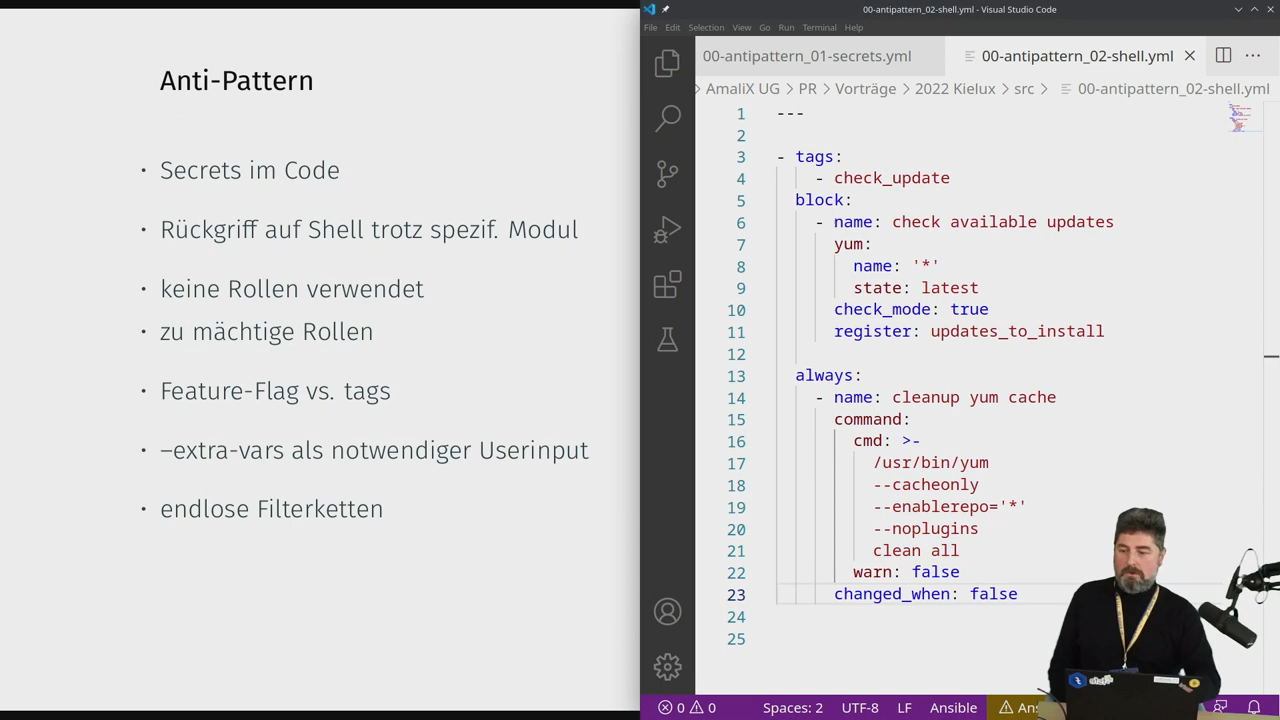 Anti-Pattern
• Secrets im Code
• Rückgriff auf Shell trotz spezif. Modul
• keine Rollen verwendet
• zu mächtige Rollen
• Feature-Flag vs. tags
• –extra-vars als notwendiger Userinput
• endlose Filterketten
00-antipattern_02-shell.yml - Visual Studio Code
File Edit Selection View Go Run Terminal Help
00-antipattern_01-secrets.yml 00-antipattern_02-shell.yml
AmaliX UG > PR > Vorträge > 2022 Kielux > src > 00-antipattern_02-shell.yml
1 ---
2
3 - tags:
4 - check_update
5 block:
6 - name: check available updates
7 yum:
8 name: '*'
9 state: latest
10 check_mode: true
11 register: updates_to_install
12
13 always:
14 - name: cleanup yum cache
15 command:
16 cmd: >-
17 /usr/bin/yum
18 --cacheonly
19 --enablerepo='*'
20 --noplugins
21 clean all
22 warn: false
23 changed_when: false
24
25
0 0 Spaces: 2 UTF-8 LF Ansible